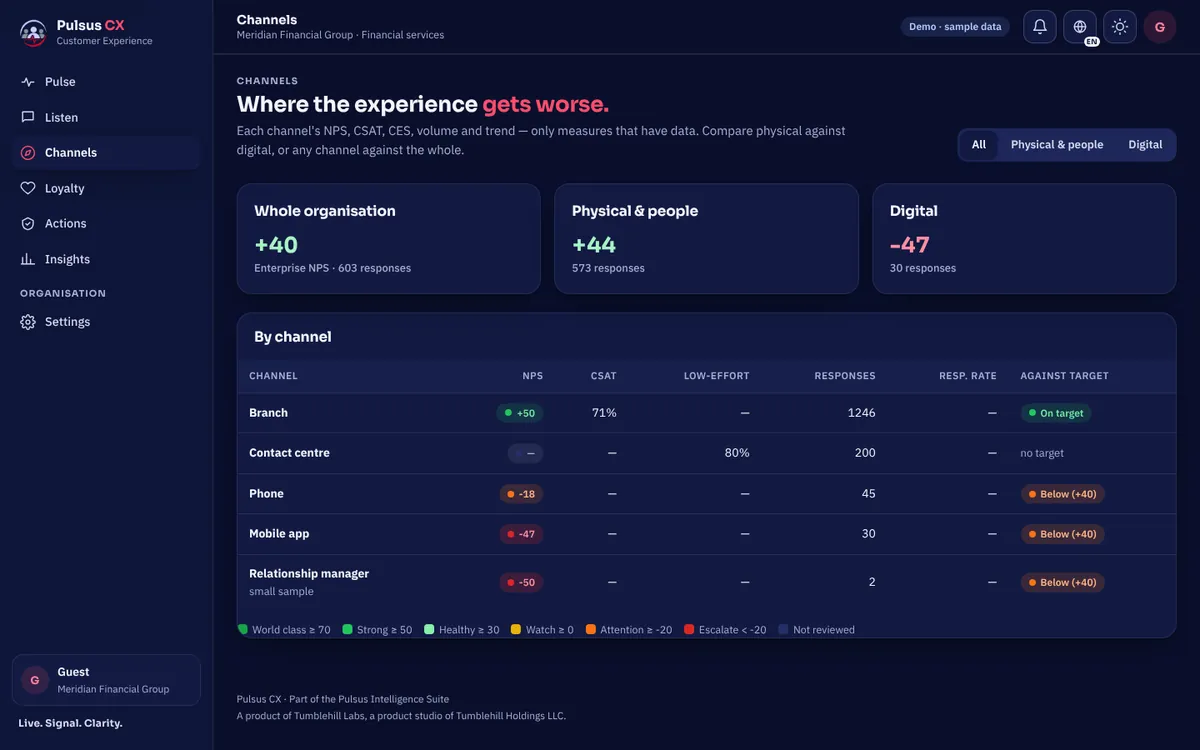 Pulsus CX
Customer Experience
Pulse
Listen
Channels
Loyalty
Actions
Insights
ORGANISATION
Settings
G
Guest
Meridian Financial Group
Live. Signal. Clarity.
Channels
Meridian Financial Group · Financial services
Demo · sample data
EN
G
CHANNELS
Where the experience gets worse.
Each channel's NPS, CSAT, CES, volume and trend — only measures that have data. Compare physical against
digital, or any channel against the whole.
All Physical & people Digital
Whole organisation
+40
Enterprise NPS · 603 responses
Physical & people
+44
573 responses
Digital
-47
30 responses
By channel
CHANNEL NPS CSAT LOW-EFFORT RESPONSES RESP. RATE AGAINST TARGET
Branch +50 71% — 1246 — On target
Contact centre — — 80% 200 — no target
Phone -18 — — 45 — Below (+40)
Mobile app -47 — — 30 — Below (+40)
Relationship manager -50 — — 2 — Below (+40)
small sample
World class ≥ 70 Strong ≥ 50 Healthy ≥ 30 Watch ≥ 0 Attention ≥ -20 Escalate < -20 Not reviewed
Pulsus CX · Part of the Pulsus Intelligence Suite
A product of Tumblehill Labs, a product studio of Tumblehill Holdings LLC.